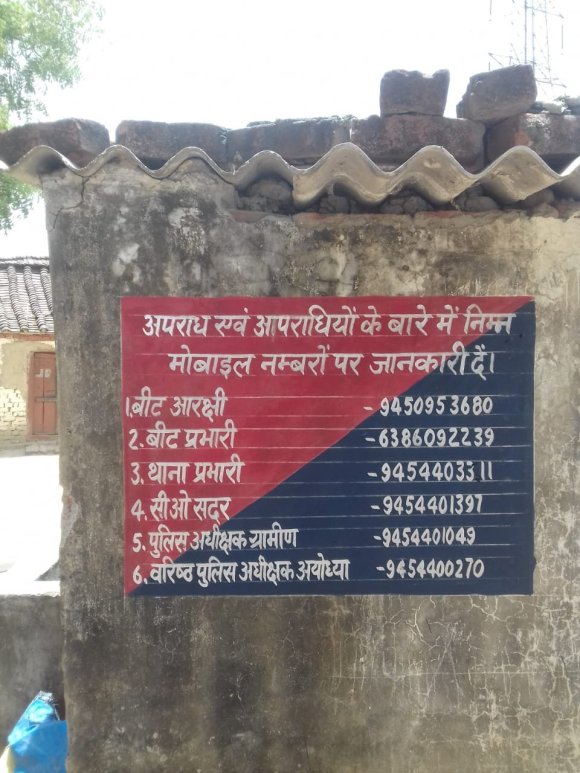 अपराध एवं आपराधियों के बारे में निम्न
मोबाइल नम्बरों पर जानकारी दें।
1. बीट आरक्षी - 9450953680
2. बीट प्रभारी - 6386092239
3. थाना प्रभारी - 9454403311
4. सीओ सदर - 9454401397
5. पुलिस अधीक्षक ग्रामीण - 9454401049
6. वरिष्ठ पुलिस अधीक्षक अयोध्या - 9454400270